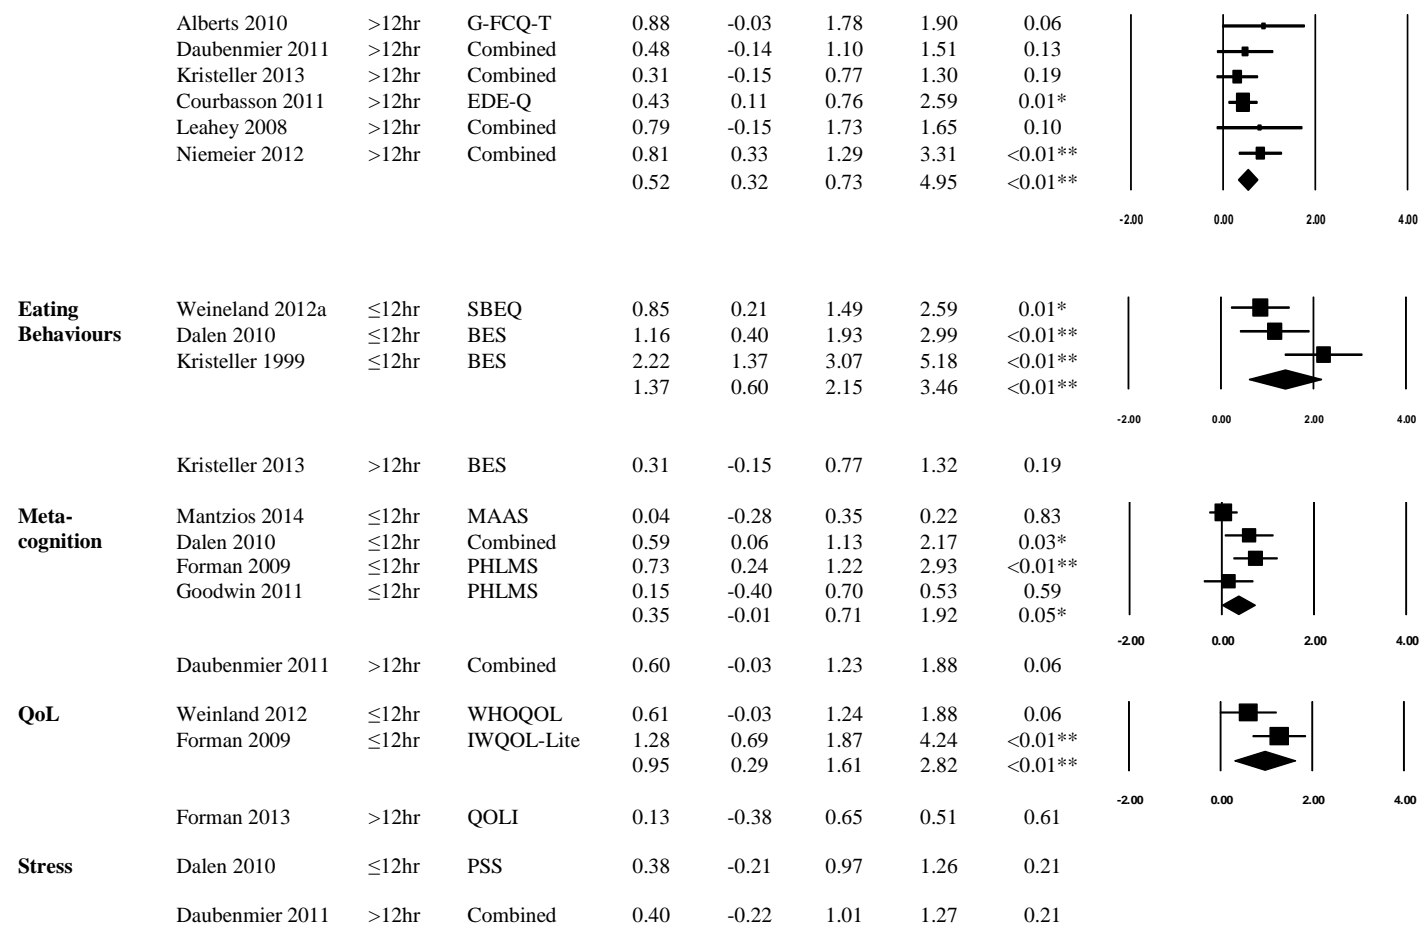 Alberts 2010 >12hr G-FCQ-T 0.88 -0.03 1.78 1.90 0.06
Daubenmier 2011 >12hr Combined 0.48 -0.14 1.10 1.51 0.13
Kristeller 2013 >12hr Combined 0.31 -0.15 0.77 1.30 0.19
Courbasson 2011 >12hr EDE-Q 0.43 0.11 0.76 2.59 0.01*
Leahey 2008 >12hr Combined 0.79 -0.15 1.73 1.65 0.10
Niemeier 2012 >12hr Combined 0.81 0.33 1.29 3.31 <0.01**
0.52 0.32 0.73 4.95 <0.01**
-2.00 0.00 2.00 4.00
Eating Weineland 2012a ≤12hr SBEQ 0.85 0.21 1.49 2.59 0.01*
Behaviours Dalen 2010 ≤12hr BES 1.16 0.40 1.93 2.99 <0.01**
Kristeller 1999 ≤12hr BES 2.22 1.37 3.07 5.18 <0.01**
1.37 0.60 2.15 3.46 <0.01**
-2.00 0.00 2.00 4.00
Kristeller 2013 >12hr BES 0.31 -0.15 0.77 1.32 0.19
Meta- Mantzios 2014 ≤12hr MAAS 0.04 -0.28 0.35 0.22 0.83
cognition Dalen 2010 ≤12hr Combined 0.59 0.06 1.13 2.17 0.03*
Forman 2009 ≤12hr PHLMS 0.73 0.24 1.22 2.93 <0.01**
Goodwin 2011 ≤12hr PHLMS 0.15 -0.40 0.70 0.53 0.59
0.35 -0.01 0.71 1.92 0.05*
-2.00 0.00 2.00 4.00
Daubenmier 2011 >12hr Combined 0.60 -0.03 1.23 1.88 0.06
QoL Weinland 2012 ≤12hr WHOQOL 0.61 -0.03 1.24 1.88 0.06
Forman 2009 ≤12hr IWQOL-Lite 1.28 0.69 1.87 4.24 <0.01**
0.95 0.29 1.61 2.82 <0.01**
-2.00 0.00 2.00 4.00
Forman 2013 >12hr QOLI 0.13 -0.38 0.65 0.51 0.61
Stress Dalen 2010 ≤12hr PSS 0.38 -0.21 0.97 1.26 0.21
Daubenmier 2011 >12hr Combined 0.40 -0.22 1.01 1.27 0.21